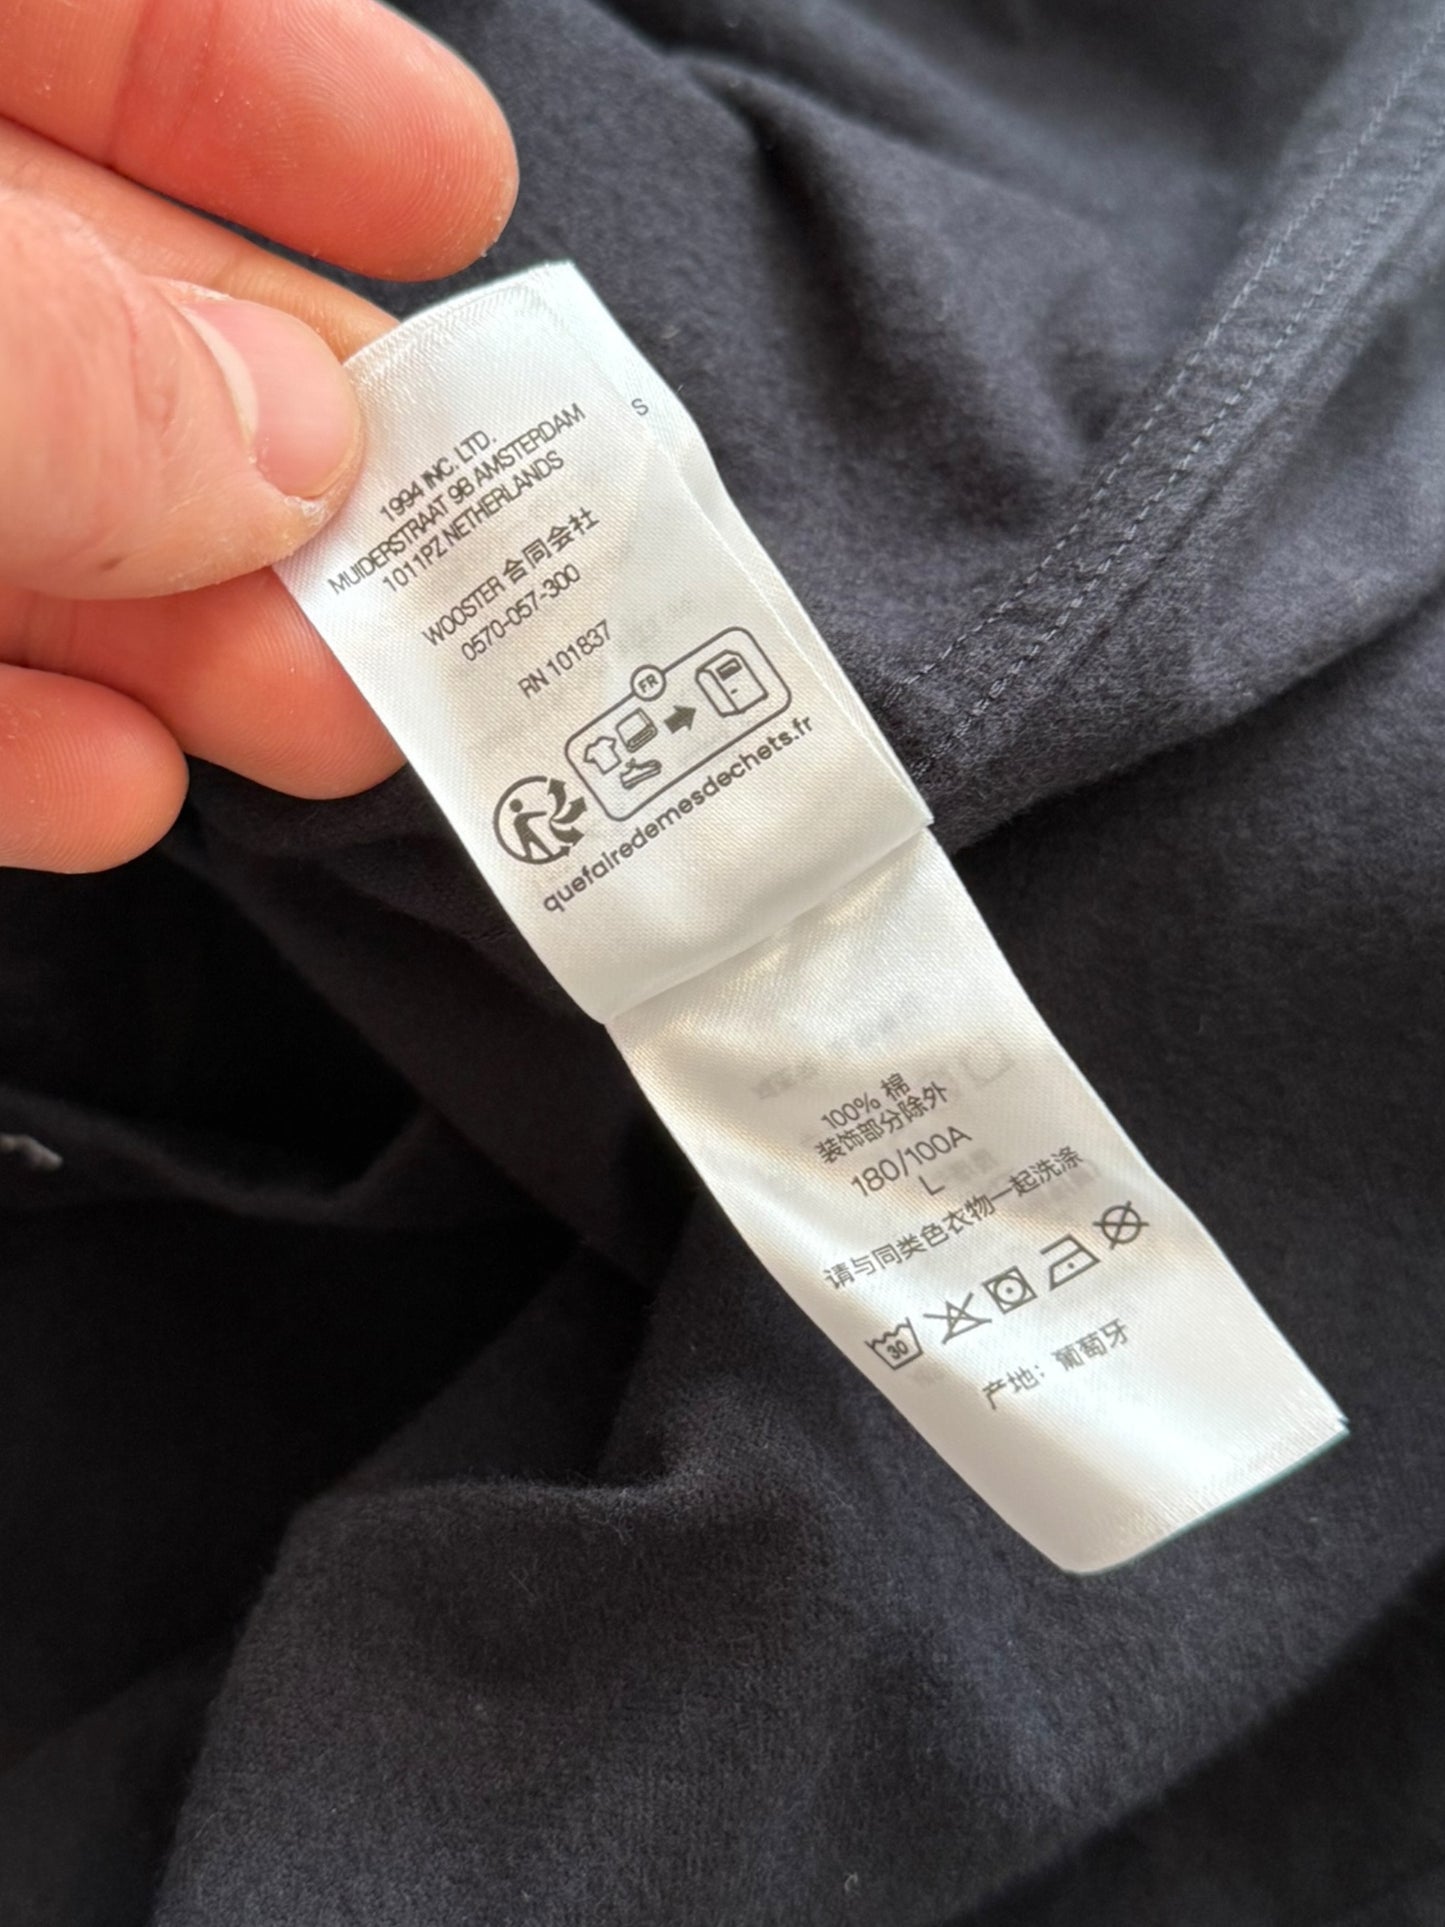 1994 INC. LTD.
MUIDERSTRAAT 98 AMSTERDAM
1011PZ NETHERLANDS
WOOSTER 合同会社
0570-057-300
RN 101837
S
FR
quefairedemesdechets.fr
100% 棉
装饰部分除外
180/100A
L
请与同类色衣物一起洗涤
30
产地: 葡萄牙